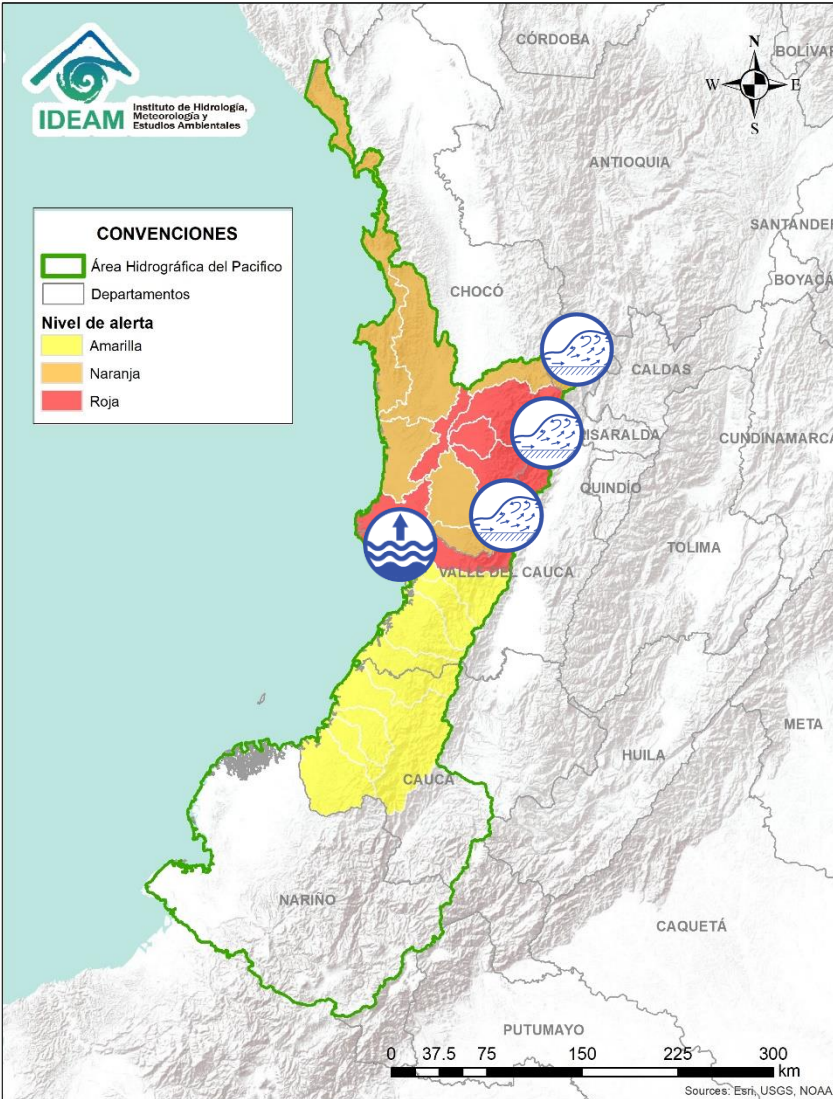 IDEAM
Instituto de Hidrología,
Meteorología y
Estudios Ambientales
CÓRDOBA
BOLÍVAR
N
W
E
S
ANTIOQUIA
SANTANDER
BOYACÁ
CONVENCIONES
Área Hidrográfica del Pacifico
Departamentos
Nivel de alerta
Amarilla
Naranja
Roja
CHOCÓ
CALDAS
RISARALDA
CUNDINAMARCA
QUINDÍO
TOLIMA
VALLE DEL CAUCA
META
HUILA
CAUCA
NARIÑO
CAQUETÁ
PUTUMAYO
0 37.5 75 150 225 300
km
Sources: Esri, USGS, NOAA